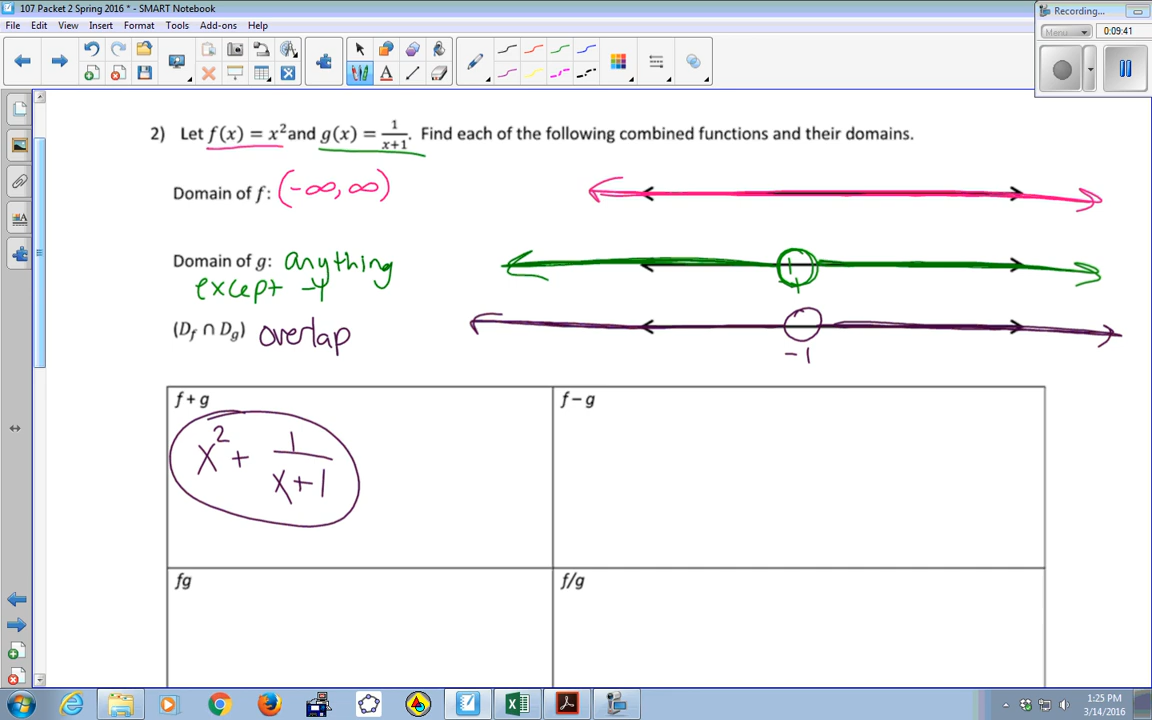 107 Packet 2 Spring 2016 * - SMART Notebook
Recording...
File Edit View Insert Format Tools Add-ons Help
Menu
0:09:41
2) Let f(x) = x² and g(x) = 1/(x+1). Find each of the following combined functions and their domains.
Domain of f: (-∞, ∞)
Domain of g: anything
except -1
-1
(D_f ∩ D_g) overlap
-1
f + g
f – g
x² + 1/(x+1)
fg
f/g
1:25 PM
3/14/2016